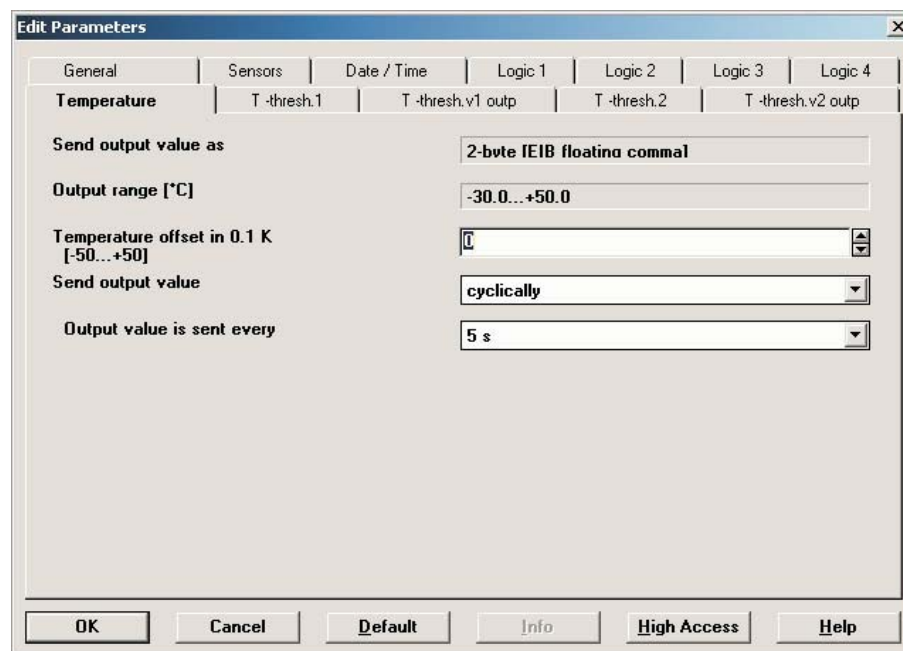 Edit Parameters
General Sensors Date / Time Logic 1 Logic 2 Logic 3 Logic 4
Temperature T -thresh.1 T -thresh.v1 outp T -thresh.2 T -thresh.v2 outp
Send output value as 2-byte [EIB floating comma]
Output range [°C] -30.0...+50.0
Temperature offset in 0.1 K 0
[-50...+50]
Send output value cyclically
Output value is sent every 5 s
OK Cancel Default Info High Access Help